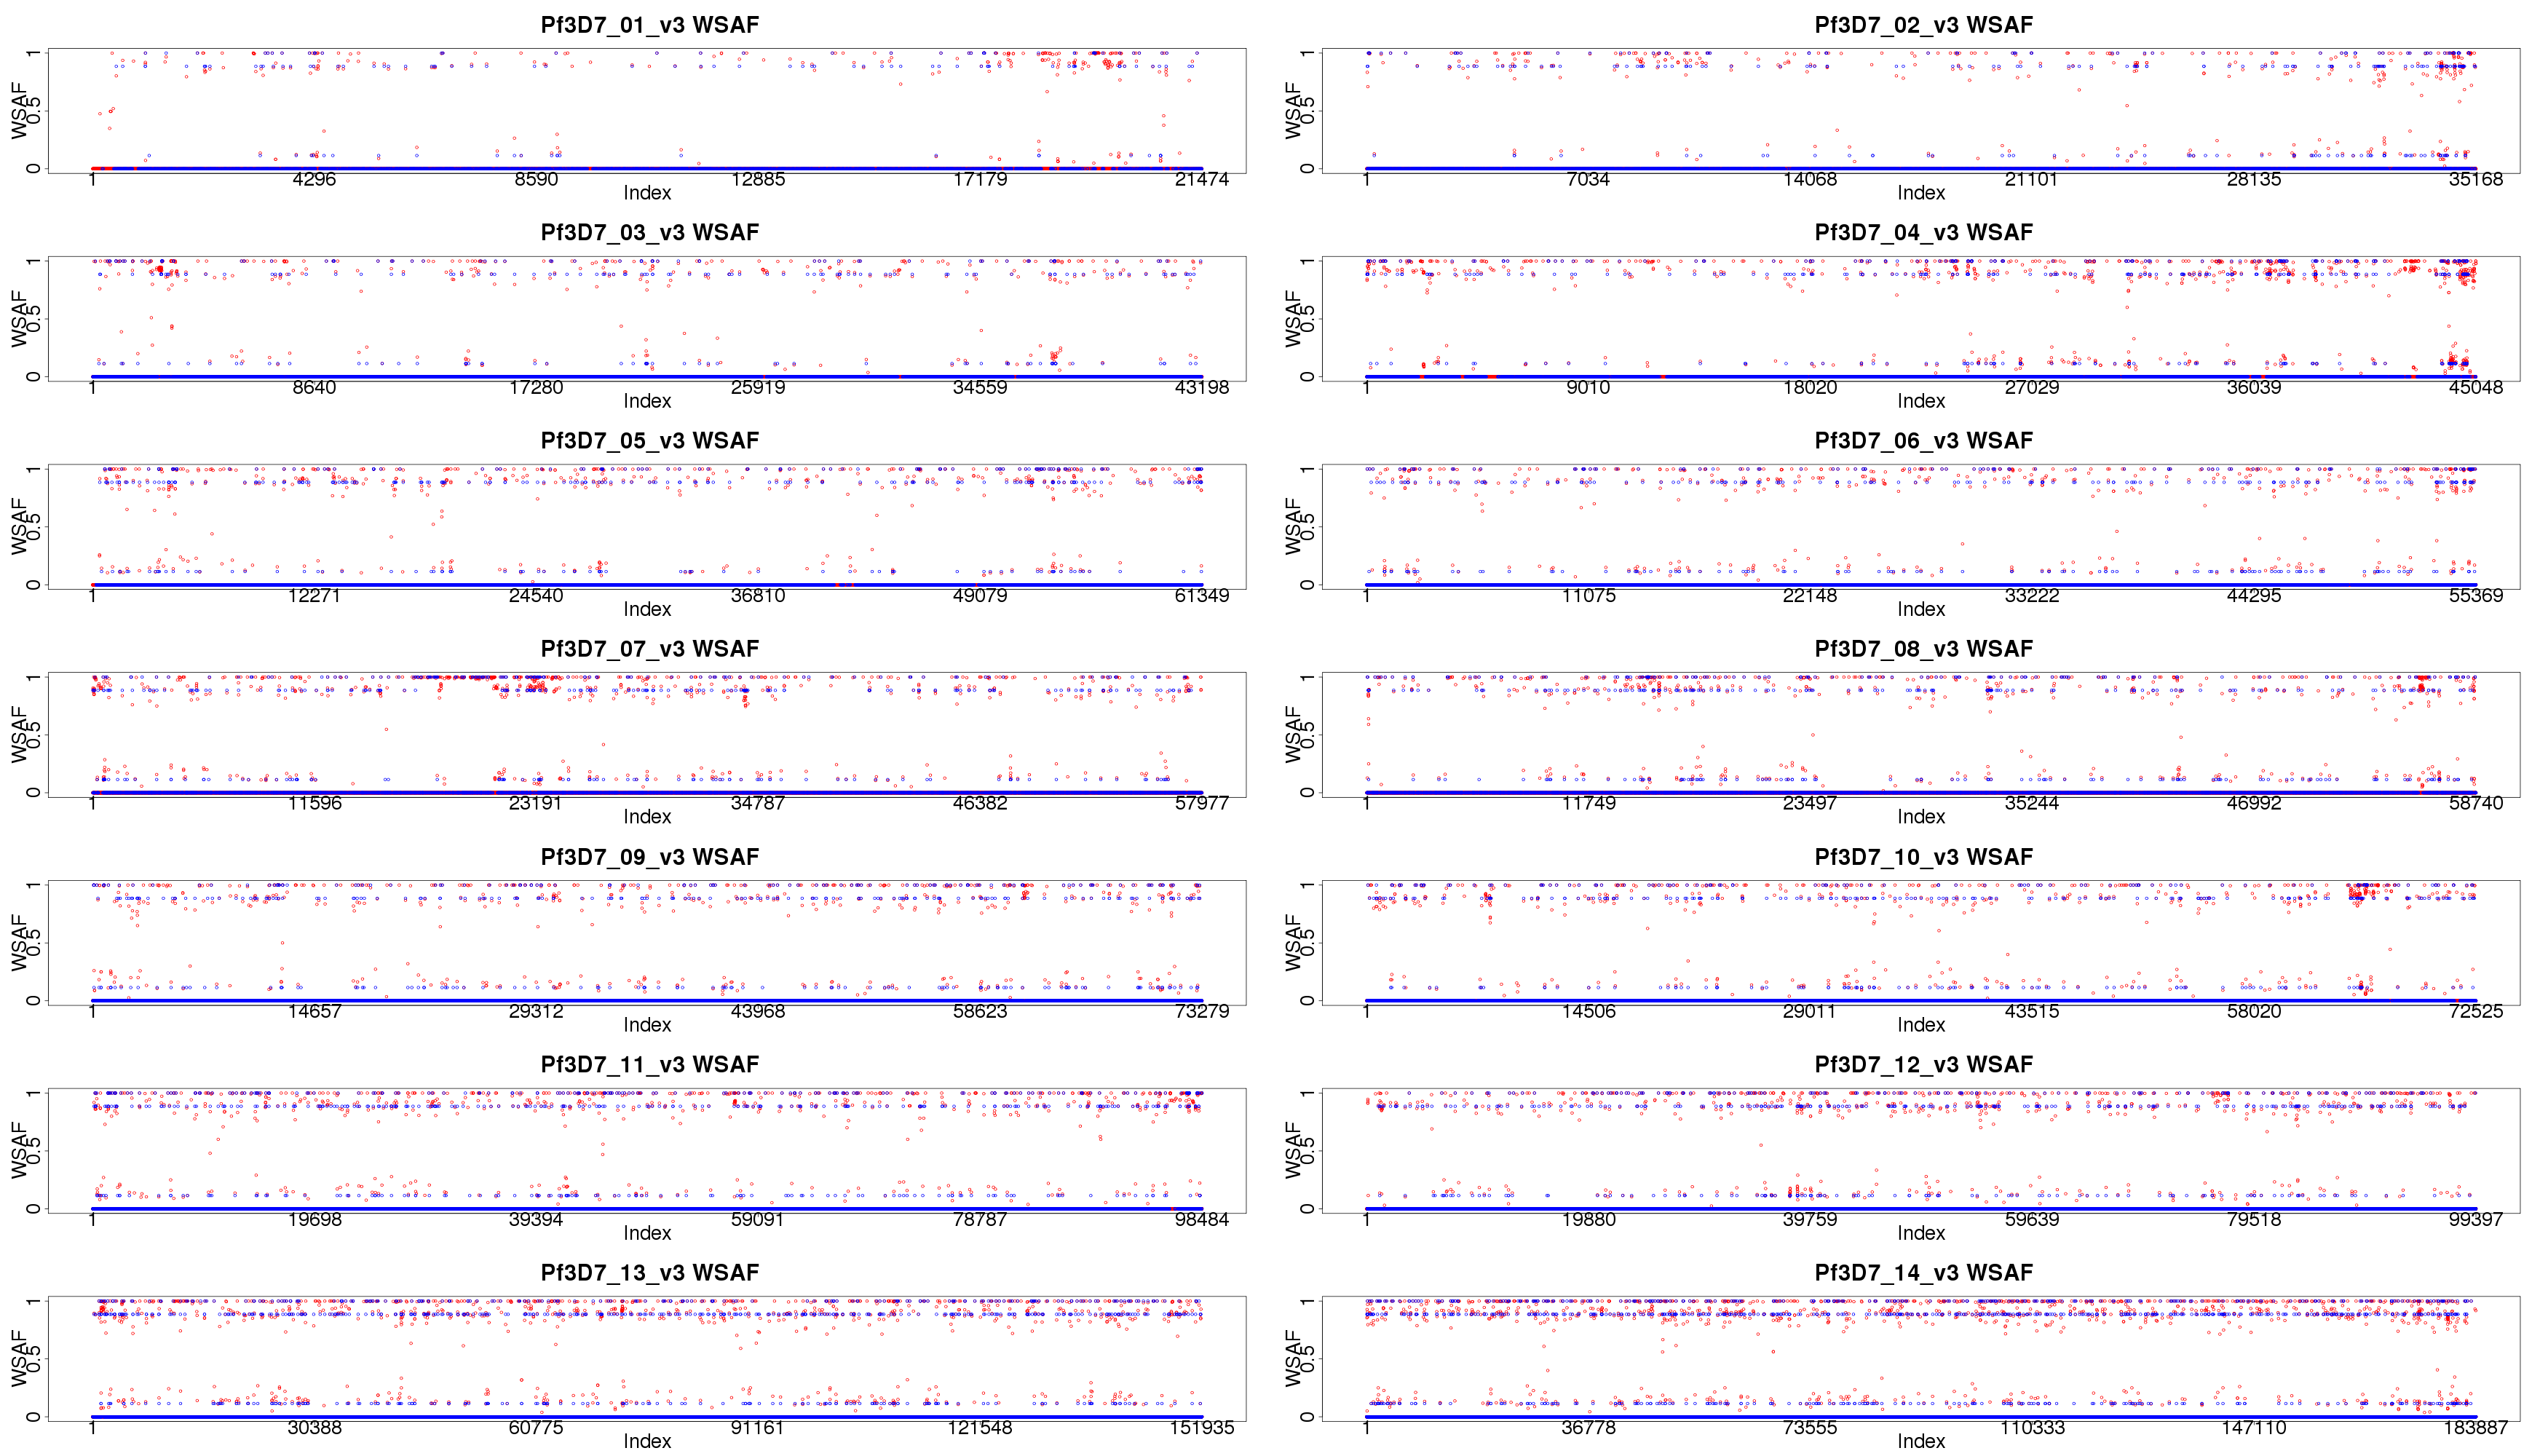 Pf3D7_01_v3 WSAF
WSAF
0 0.5 1
1 4296 8590 12885 17179 21474
Index
Pf3D7_02_v3 WSAF
WSAF
0 0.5 1
1 7034 14068 21101 28135 35168
Index
Pf3D7_03_v3 WSAF
WSAF
0 0.5 1
1 8640 17280 25919 34559 43198
Index
Pf3D7_04_v3 WSAF
WSAF
0 0.5 1
1 9010 18020 27029 36039 45048
Index
Pf3D7_05_v3 WSAF
WSAF
0 0.5 1
1 12271 24540 36810 49079 61349
Index
Pf3D7_06_v3 WSAF
WSAF
0 0.5 1
1 11075 22148 33222 44295 55369
Index
Pf3D7_07_v3 WSAF
WSAF
0 0.5 1
1 11596 23191 34787 46382 57977
Index
Pf3D7_08_v3 WSAF
WSAF
0 0.5 1
1 11749 23497 35244 46992 58740
Index
Pf3D7_09_v3 WSAF
WSAF
0 0.5 1
1 14657 29312 43968 58623 73279
Index
Pf3D7_10_v3 WSAF
WSAF
0 0.5 1
1 14506 29011 43515 58020 72525
Index
Pf3D7_11_v3 WSAF
WSAF
0 0.5 1
1 19698 39394 59091 78787 98484
Index
Pf3D7_12_v3 WSAF
WSAF
0 0.5 1
1 19880 39759 59639 79518 99397
Index
Pf3D7_13_v3 WSAF
WSAF
0 0.5 1
1 30388 60775 91161 121548 151935
Index
Pf3D7_14_v3 WSAF
WSAF
0 0.5 1
1 36778 73555 110333 147110 183887
Index